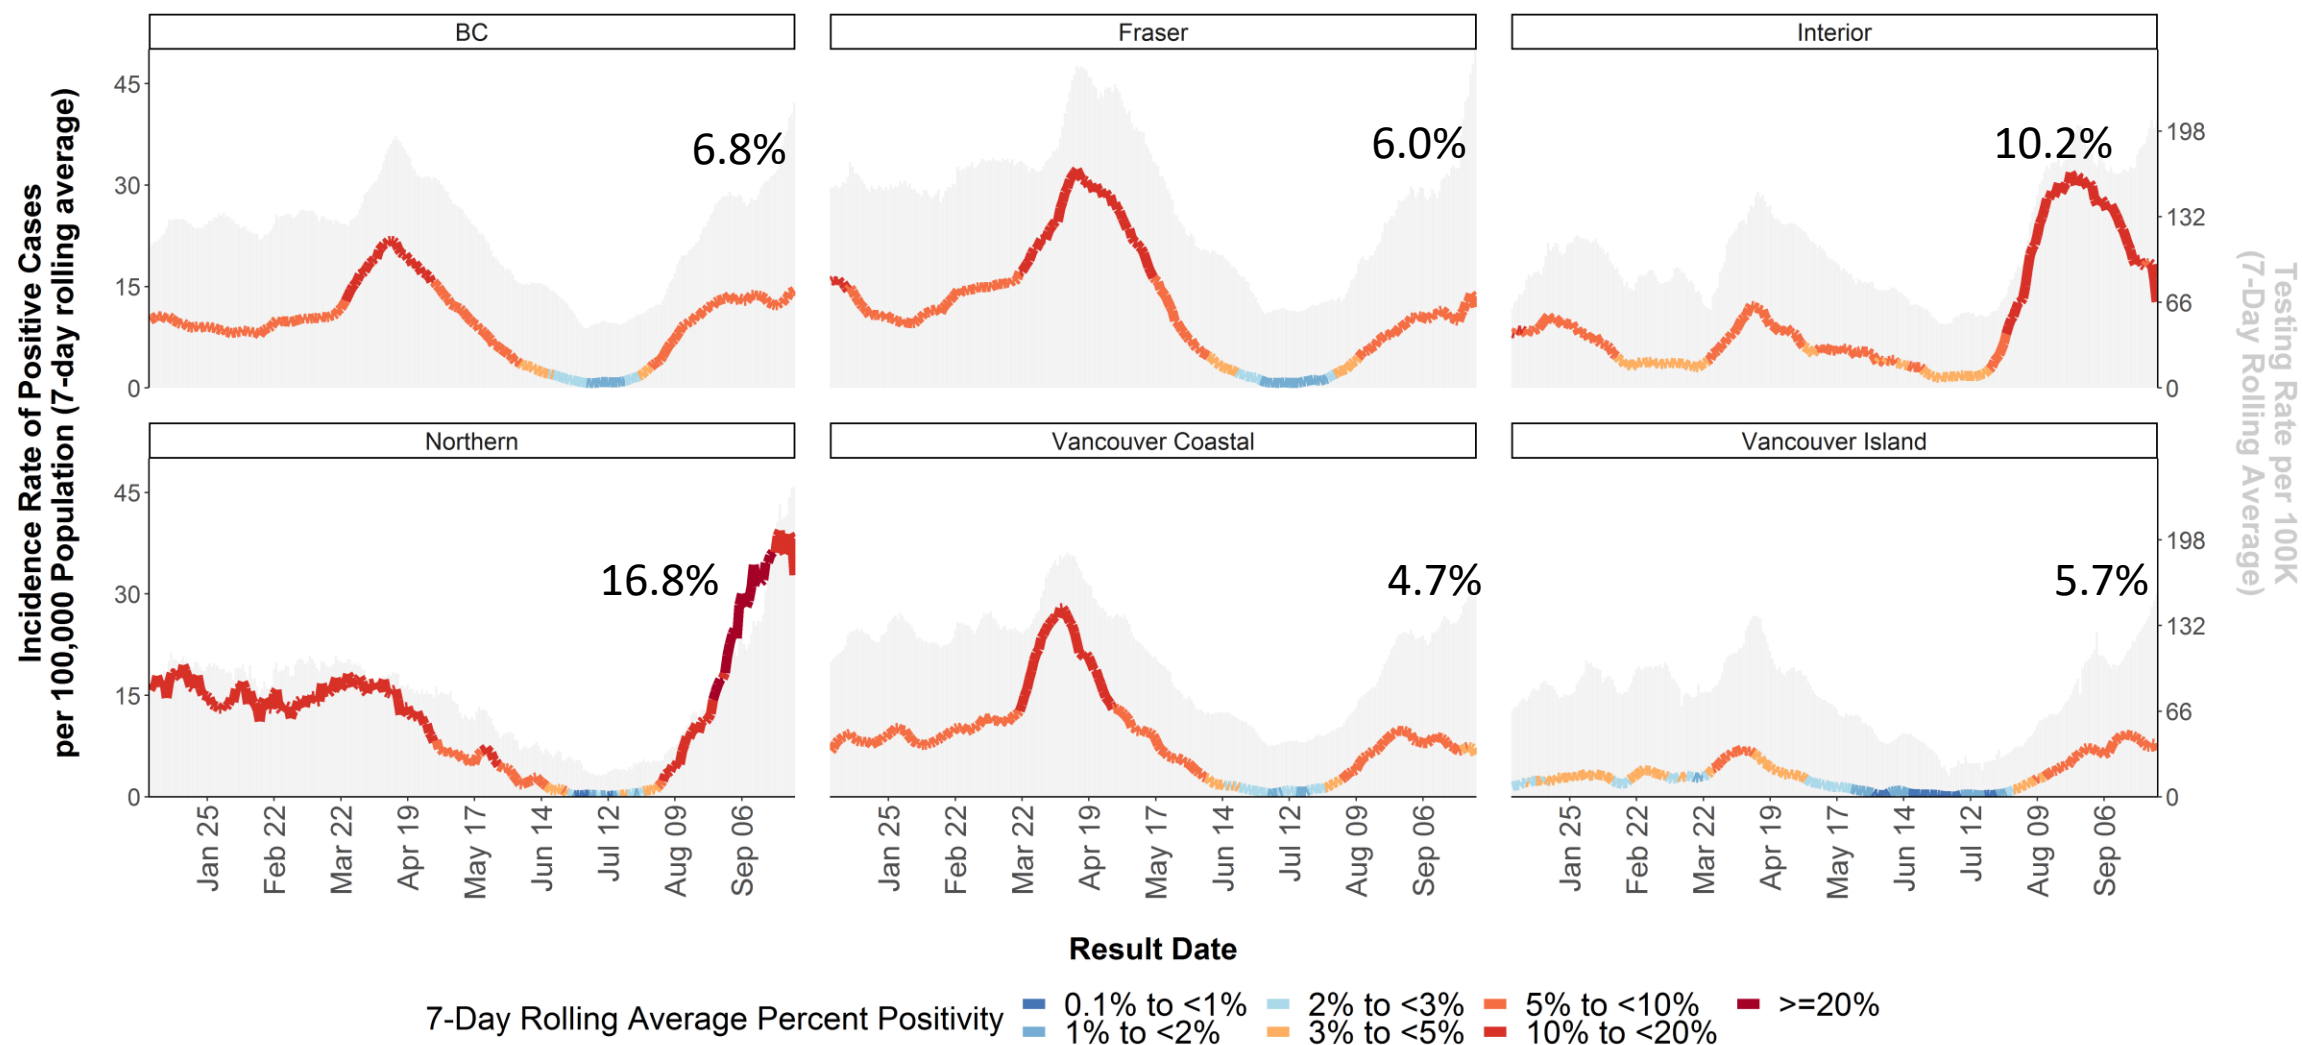 BC
Fraser
Interior
45
30
15
0
6.8%
6.0%
10.2%
198
132
66
0
Northern
Vancouver Coastal
Vancouver Island
45
30
15
0
16.8%
4.7%
5.7%
198
132
66
0
Incidence Rate of Positive Cases
per 100,000 Population (7-day rolling average)
Testing Rate per 100K
(7-Day Rolling Average)
Jan 25
Feb 22
Mar 22
Apr 19
May 17
Jun 14
Jul 12
Aug 09
Sep 06
Jan 25
Feb 22
Mar 22
Apr 19
May 17
Jun 14
Jul 12
Aug 09
Sep 06
Jan 25
Feb 22
Mar 22
Apr 19
May 17
Jun 14
Jul 12
Aug 09
Sep 06
Result Date
7-Day Rolling Average Percent Positivity
0.1% to <1%
2% to <3%
5% to <10%
>=20%
1% to <2%
3% to <5%
10% to <20%